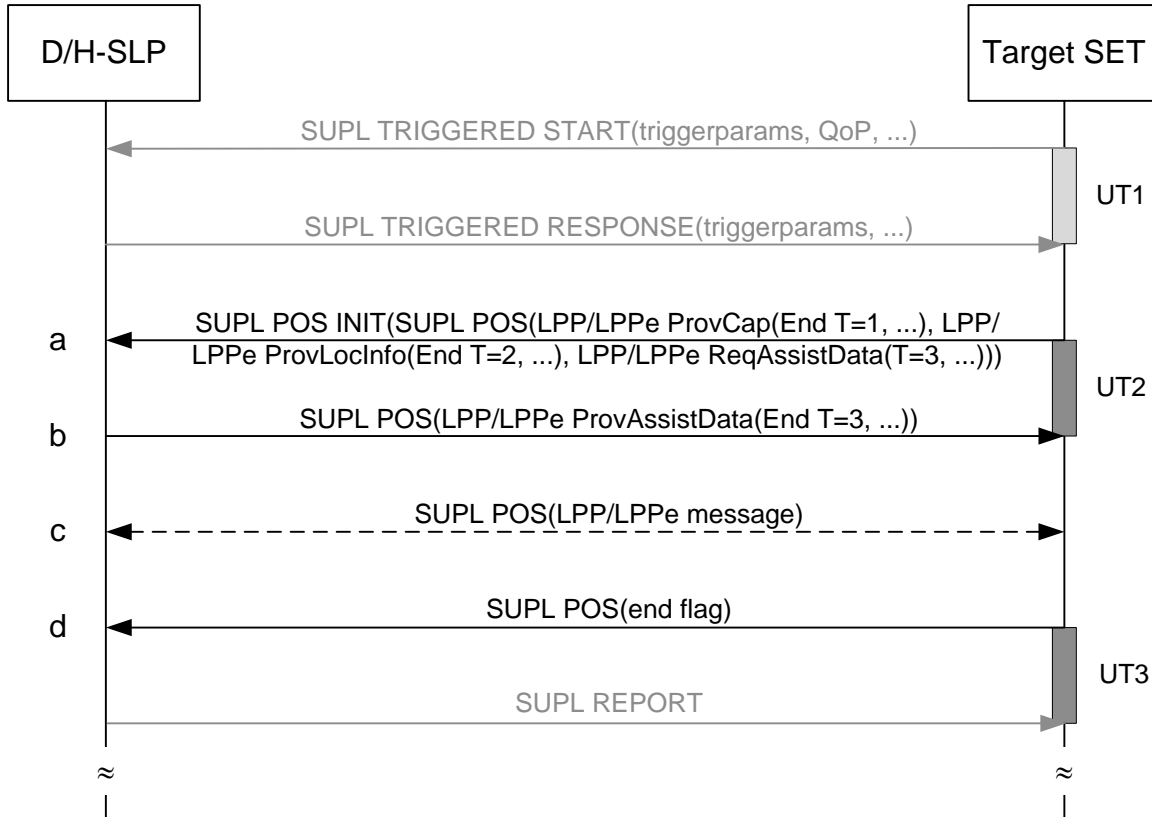 D/H-SLP
Target SET
SUPL TRIGGERED START(triggerparams, QoP, ...)
UT1
SUPL TRIGGERED RESPONSE(triggerparams, ...)
a
SUPL POS INIT(SUPL POS(LPP/LPPe ProvCap(End T=1, ...), LPP/
LPPe ProvLocInfo(End T=2, ...), LPP/LPPe ReqAssistData(T=3, ...)))
UT2
b
SUPL POS(LPP/LPPe ProvAssistData(End T=3, ...))
c
SUPL POS(LPP/LPPe message)
d
SUPL POS(end flag)
UT3
SUPL REPORT
≈
≈